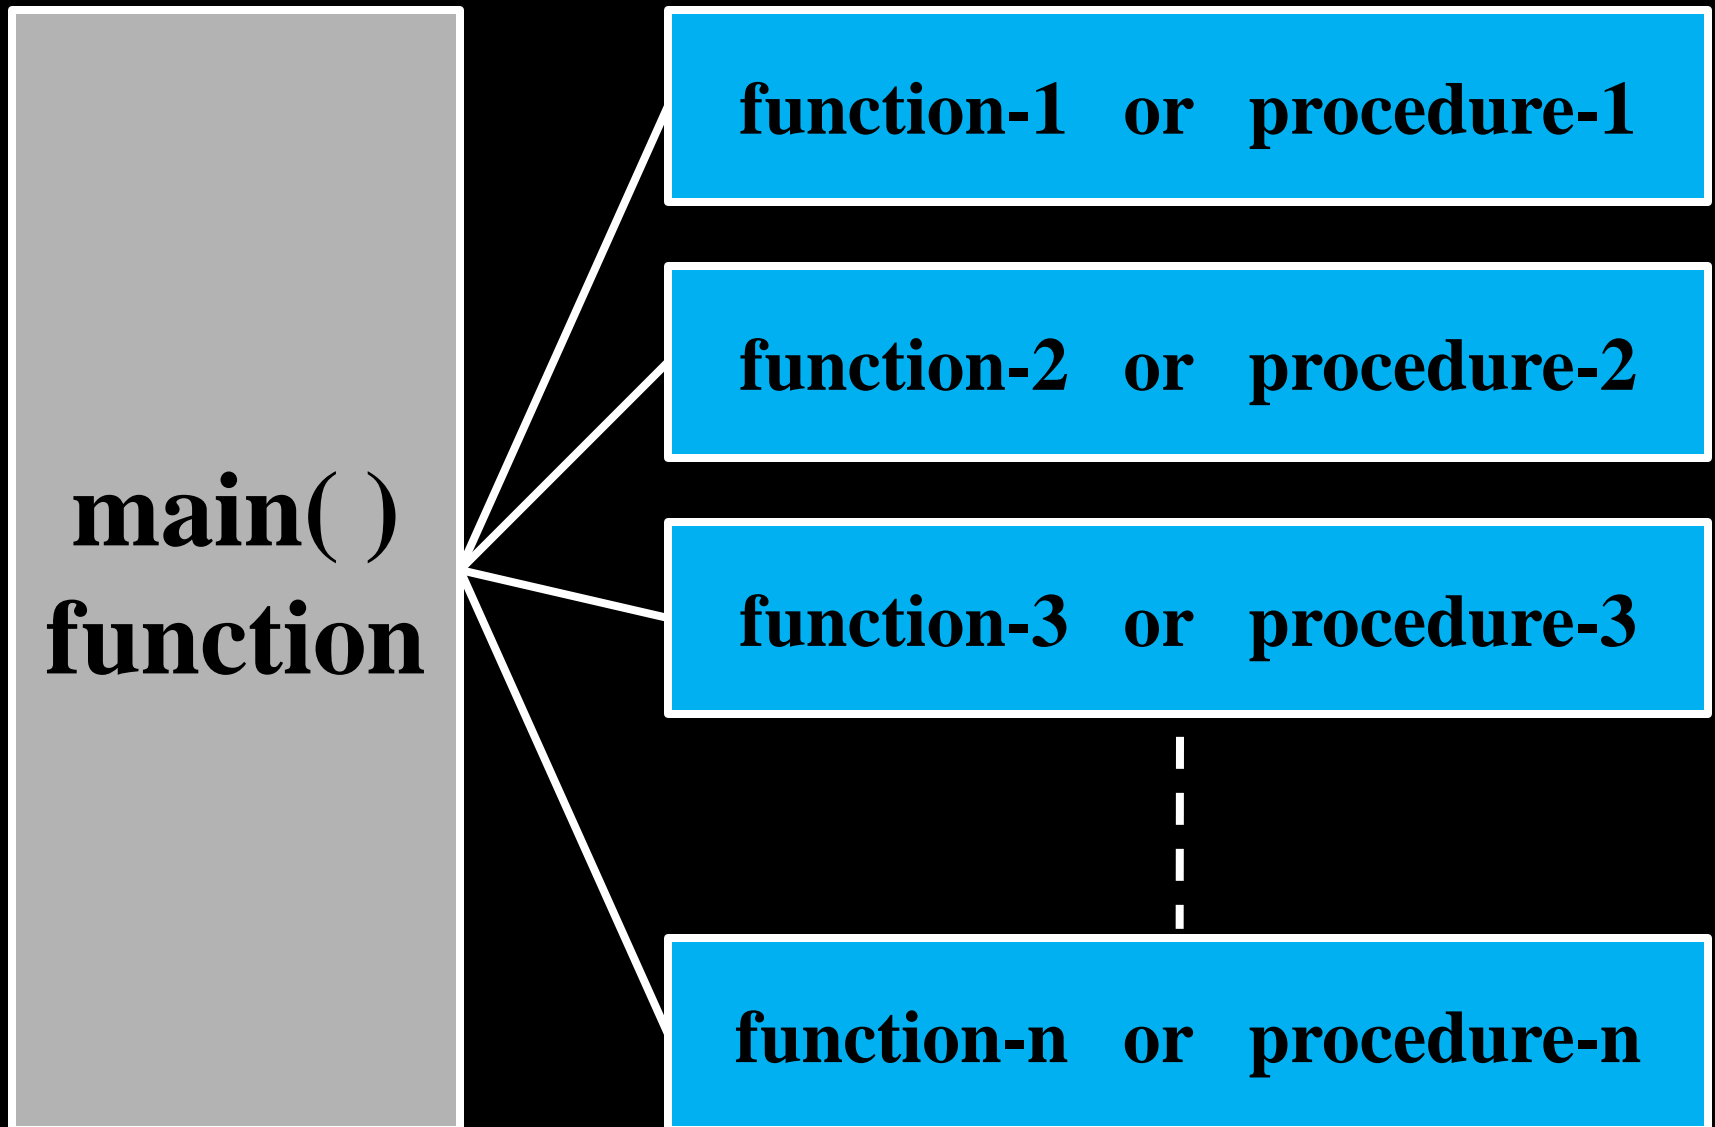 main( )
function
function-1 or procedure-1
function-2 or procedure-2
function-3 or procedure-3
function-n or procedure-n